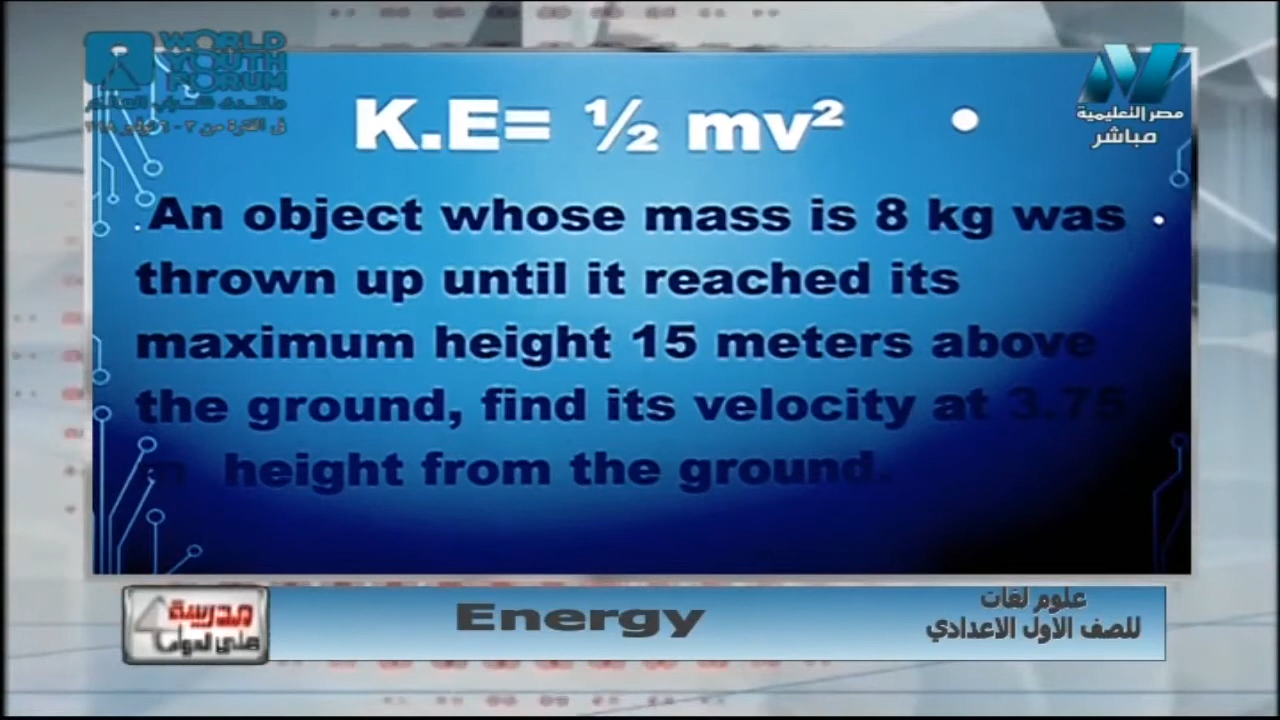 WORLD
YOUTH
FORUM
مصر التعليمية
مباشر
K.E= ½ mv²
An object whose mass is 8 kg was
thrown up until it reached its
maximum height 15 meters above
the ground, find its velocity at 3.75
m height from the ground.
Energy
علوم لغات
للصف الاول الاعدادي
مدرسة
على الهواء